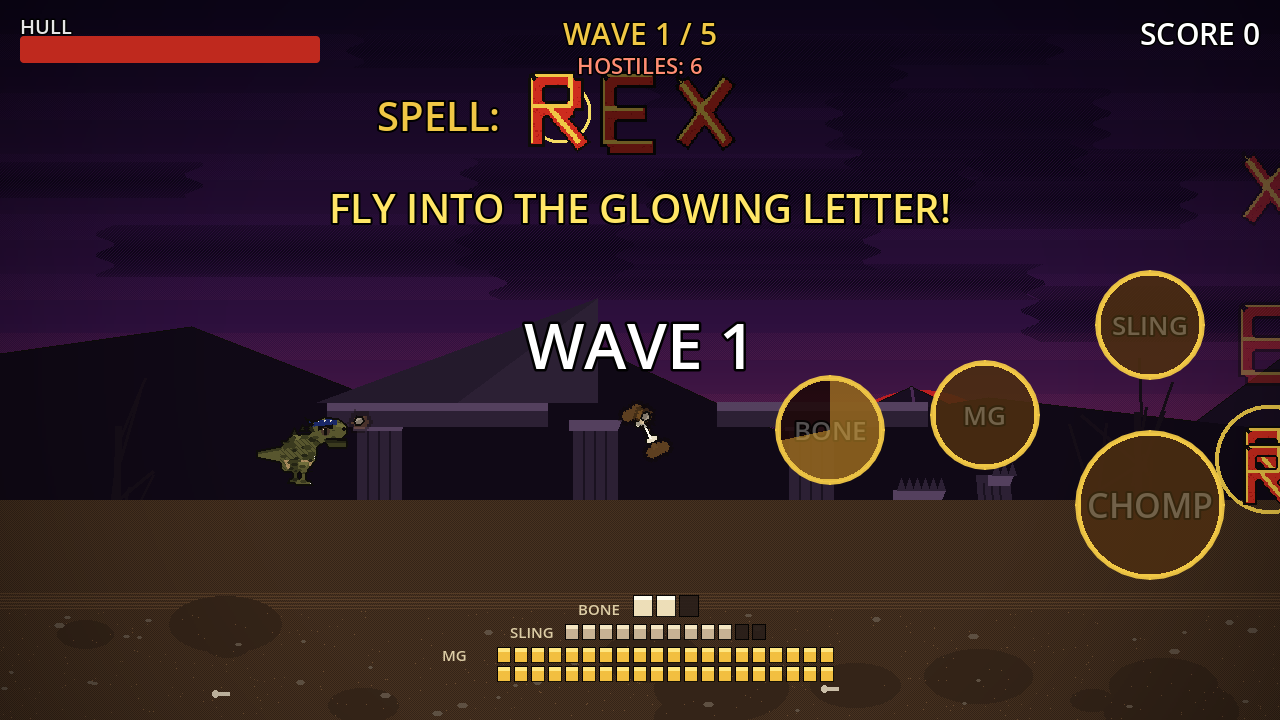 HULL
WAVE 1 / 5
SCORE 0
HOSTILES: 6
SPELL: REX
FLY INTO THE GLOWING LETTER!
X
WAVE 1
SLING
E
BONE
MG
CHOMP
R
BONE
SLING
MG